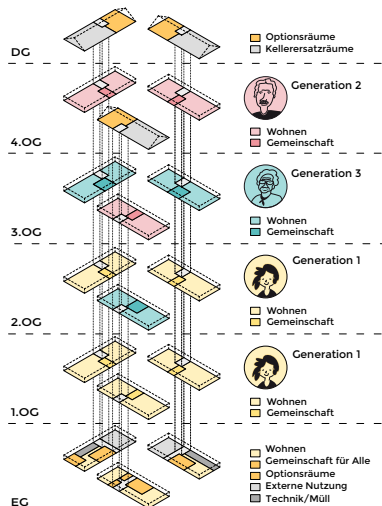 Optionsräume
Kellerersatzräume
DG
Generation 2
Wohnen
Gemeinschaft
4.OG
Generation 3
Wohnen
Gemeinschaft
3.OG
Generation 1
Wohnen
Gemeinschaft
2.OG
Generation 1
Wohnen
Gemeinschaft
1.OG
Wohnen
Gemeinschaft für Alle
Optionsräume
Externe Nutzung
Technik/Müll
EG